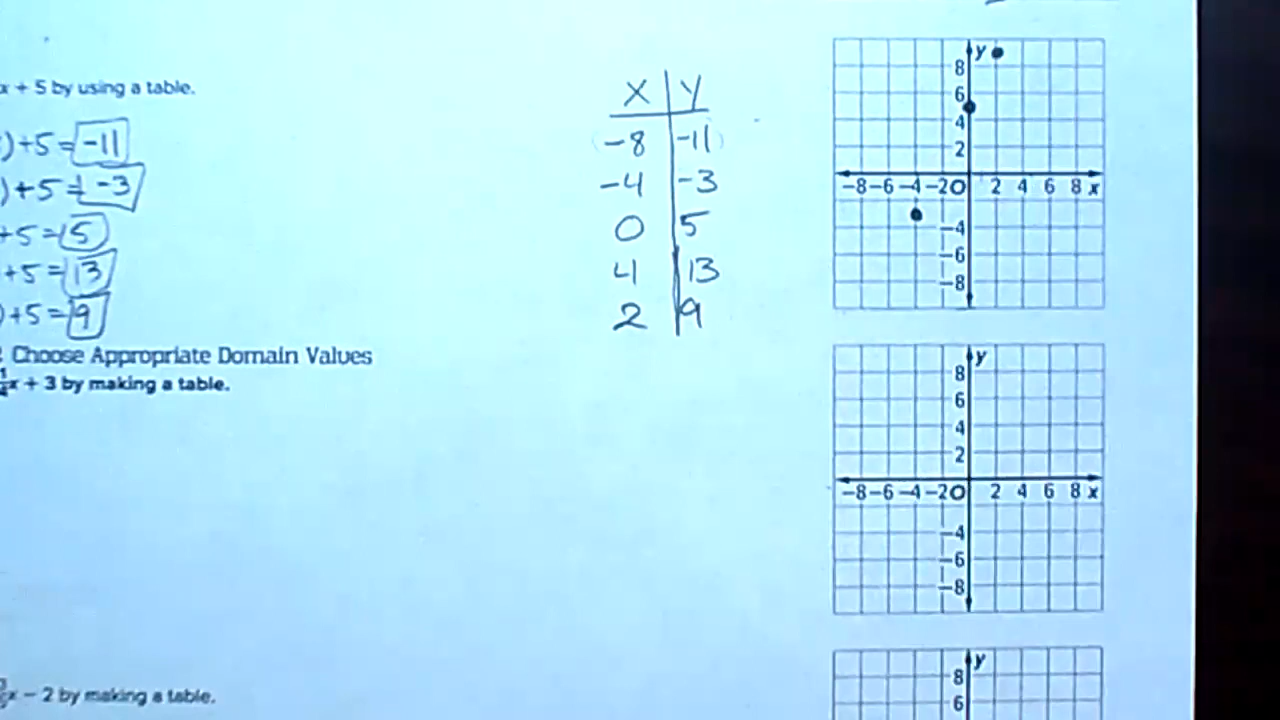 x + 5 by using a table.
) +5 = -11
) +5 = -3
+5 = 5
+5 = 13
) +5 = 9
X Y
-8 -11
-4 -3
0 5
4 13
2 9
y
8
6
4
2
-8 -6 -4 -2 O 2 4 6 8 x
-4
-6
-8
Choose Appropriate Domain Values
x + 3 by making a table.
y
8
6
4
2
-8 -6 -4 -2 O 2 4 6 8 x
-4
-6
-8
x - 2 by making a table.
y
8
6